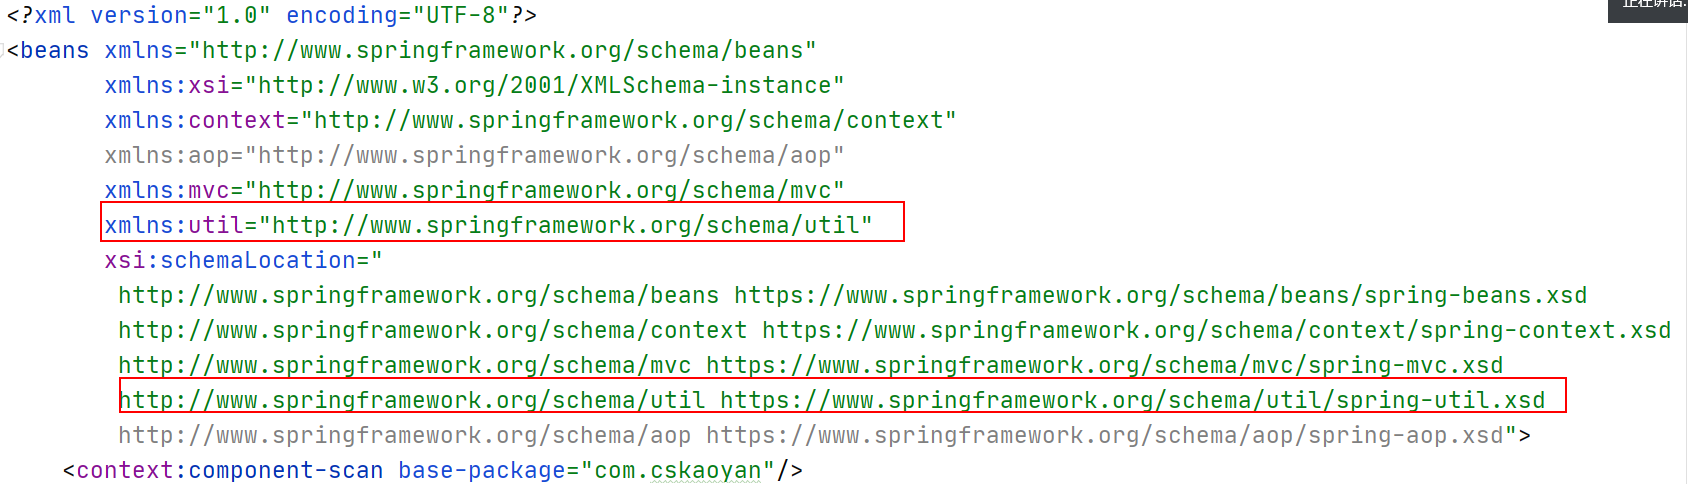 正在讲话:
<?xml version="1.0" encoding="UTF-8"?>
<beans xmlns="http://www.springframework.org/schema/beans"
xmlns:xsi="http://www.w3.org/2001/XMLSchema-instance"
xmlns:context="http://www.springframework.org/schema/context"
xmlns:aop="http://www.springframework.org/schema/aop"
xmlns:mvc="http://www.springframework.org/schema/mvc"
xmlns:util="http://www.springframework.org/schema/util"
xsi:schemaLocation="
http://www.springframework.org/schema/beans https://www.springframework.org/schema/beans/spring-beans.xsd
http://www.springframework.org/schema/context https://www.springframework.org/schema/context/spring-context.xsd
http://www.springframework.org/schema/mvc https://www.springframework.org/schema/mvc/spring-mvc.xsd
http://www.springframework.org/schema/util https://www.springframework.org/schema/util/spring-util.xsd
http://www.springframework.org/schema/aop https://www.springframework.org/schema/aop/spring-aop.xsd">
<context:component-scan base-package="com.cskaoyan"/>